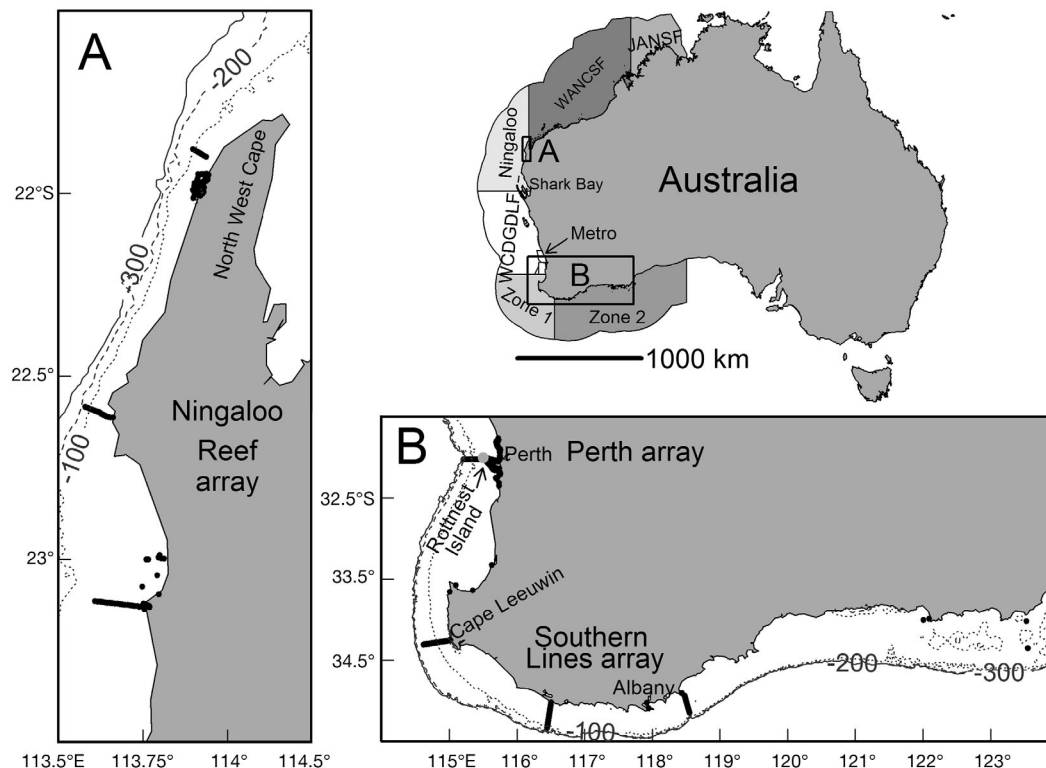 A
-200
North West Cape
22°S
-300
22.5°
-100
Ningaloo
Reef
array
23°
113.5°E
113.75°
114°
114.5°
JANSF
WANCSF
Ningaloo
A
Shark Bay
Australia
WCDGDLF
Metro
B
Zone 1
Zone 2
1000 km
B
Perth
Perth array
32.5°S
Rottnest
Island
33.5°
Cape Leeuwin
Southern
Lines array
34.5°
Albany
-200
-300
-100
115°E
116°
117°
118°
119°
120°
121°
122°
123°